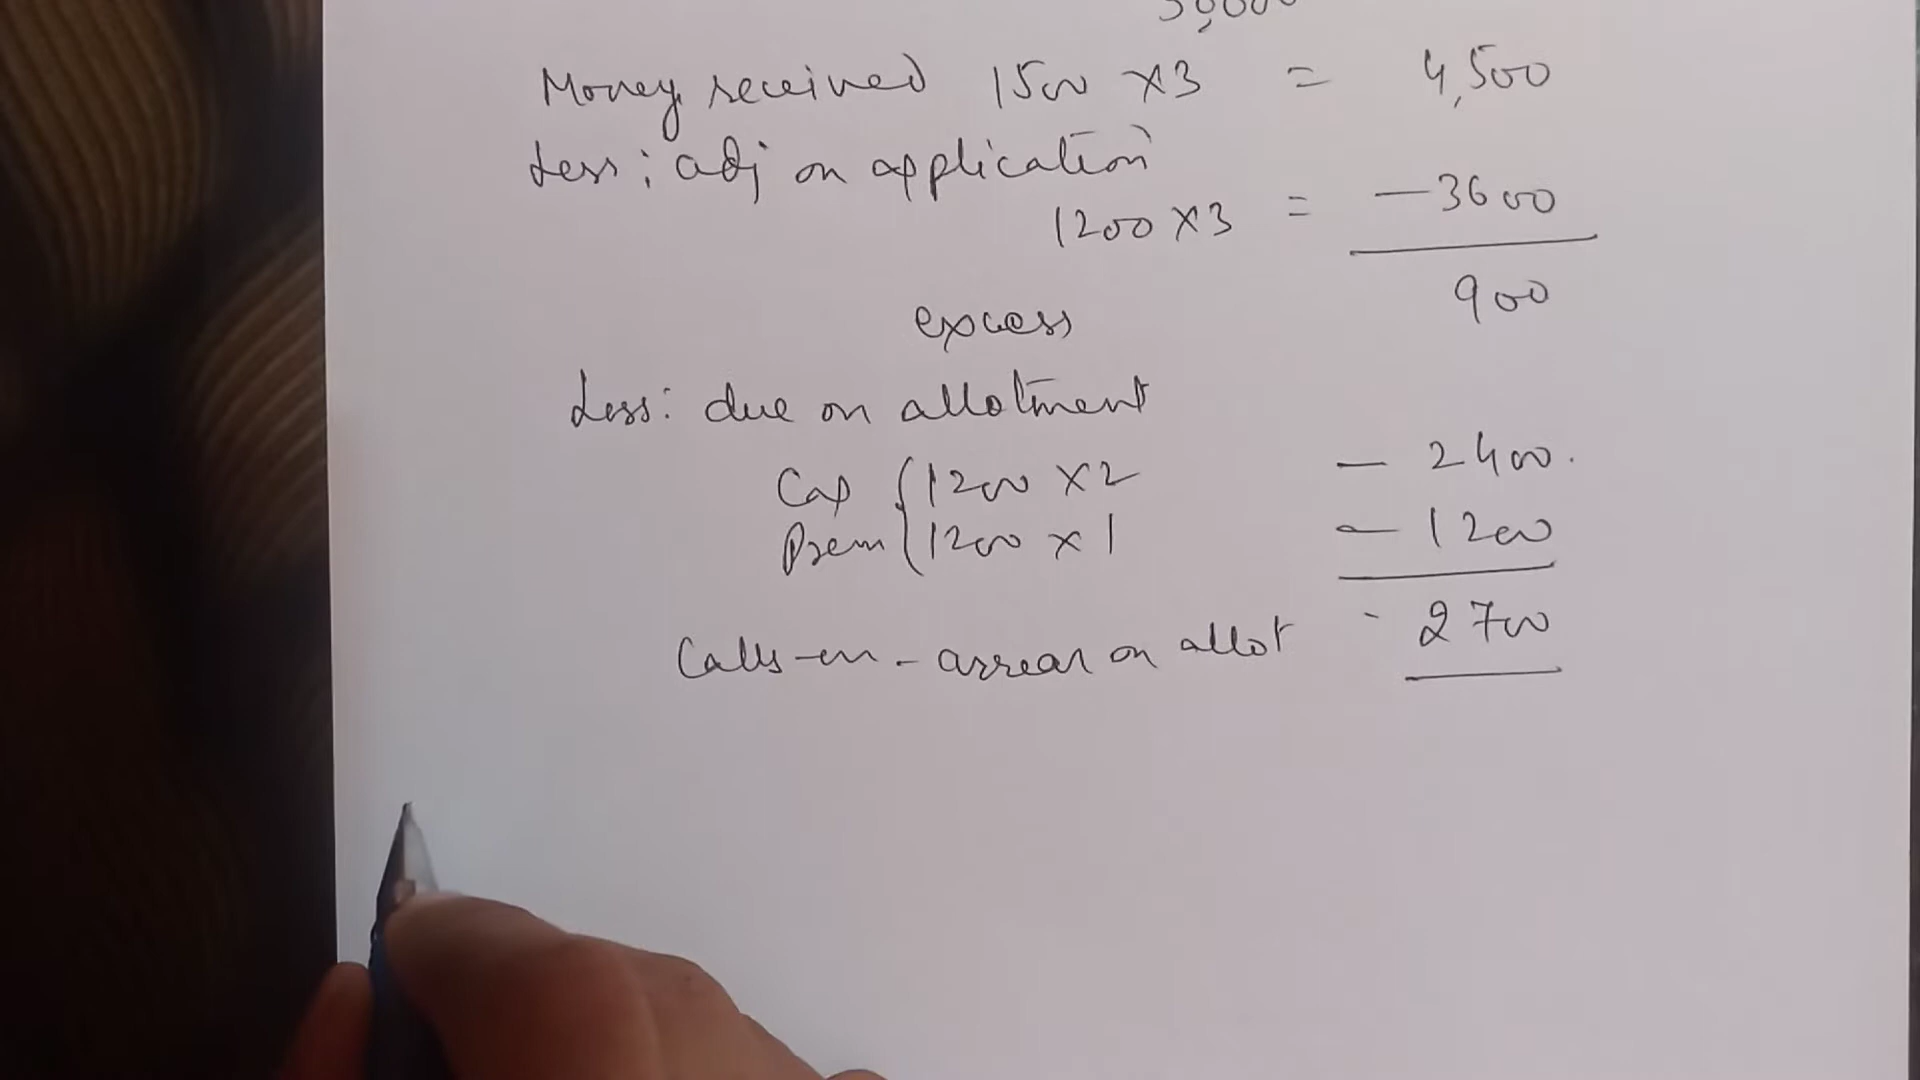 Money received 1500 x3 = 4,500
Less: adj on application
1200 x3 = - 3600
900
excess
Less: due on allotment
Cap { 1200 x2 - 2400.
Prem 1200 x 1 - 1200
Calls-in-arrear on allot - 2700